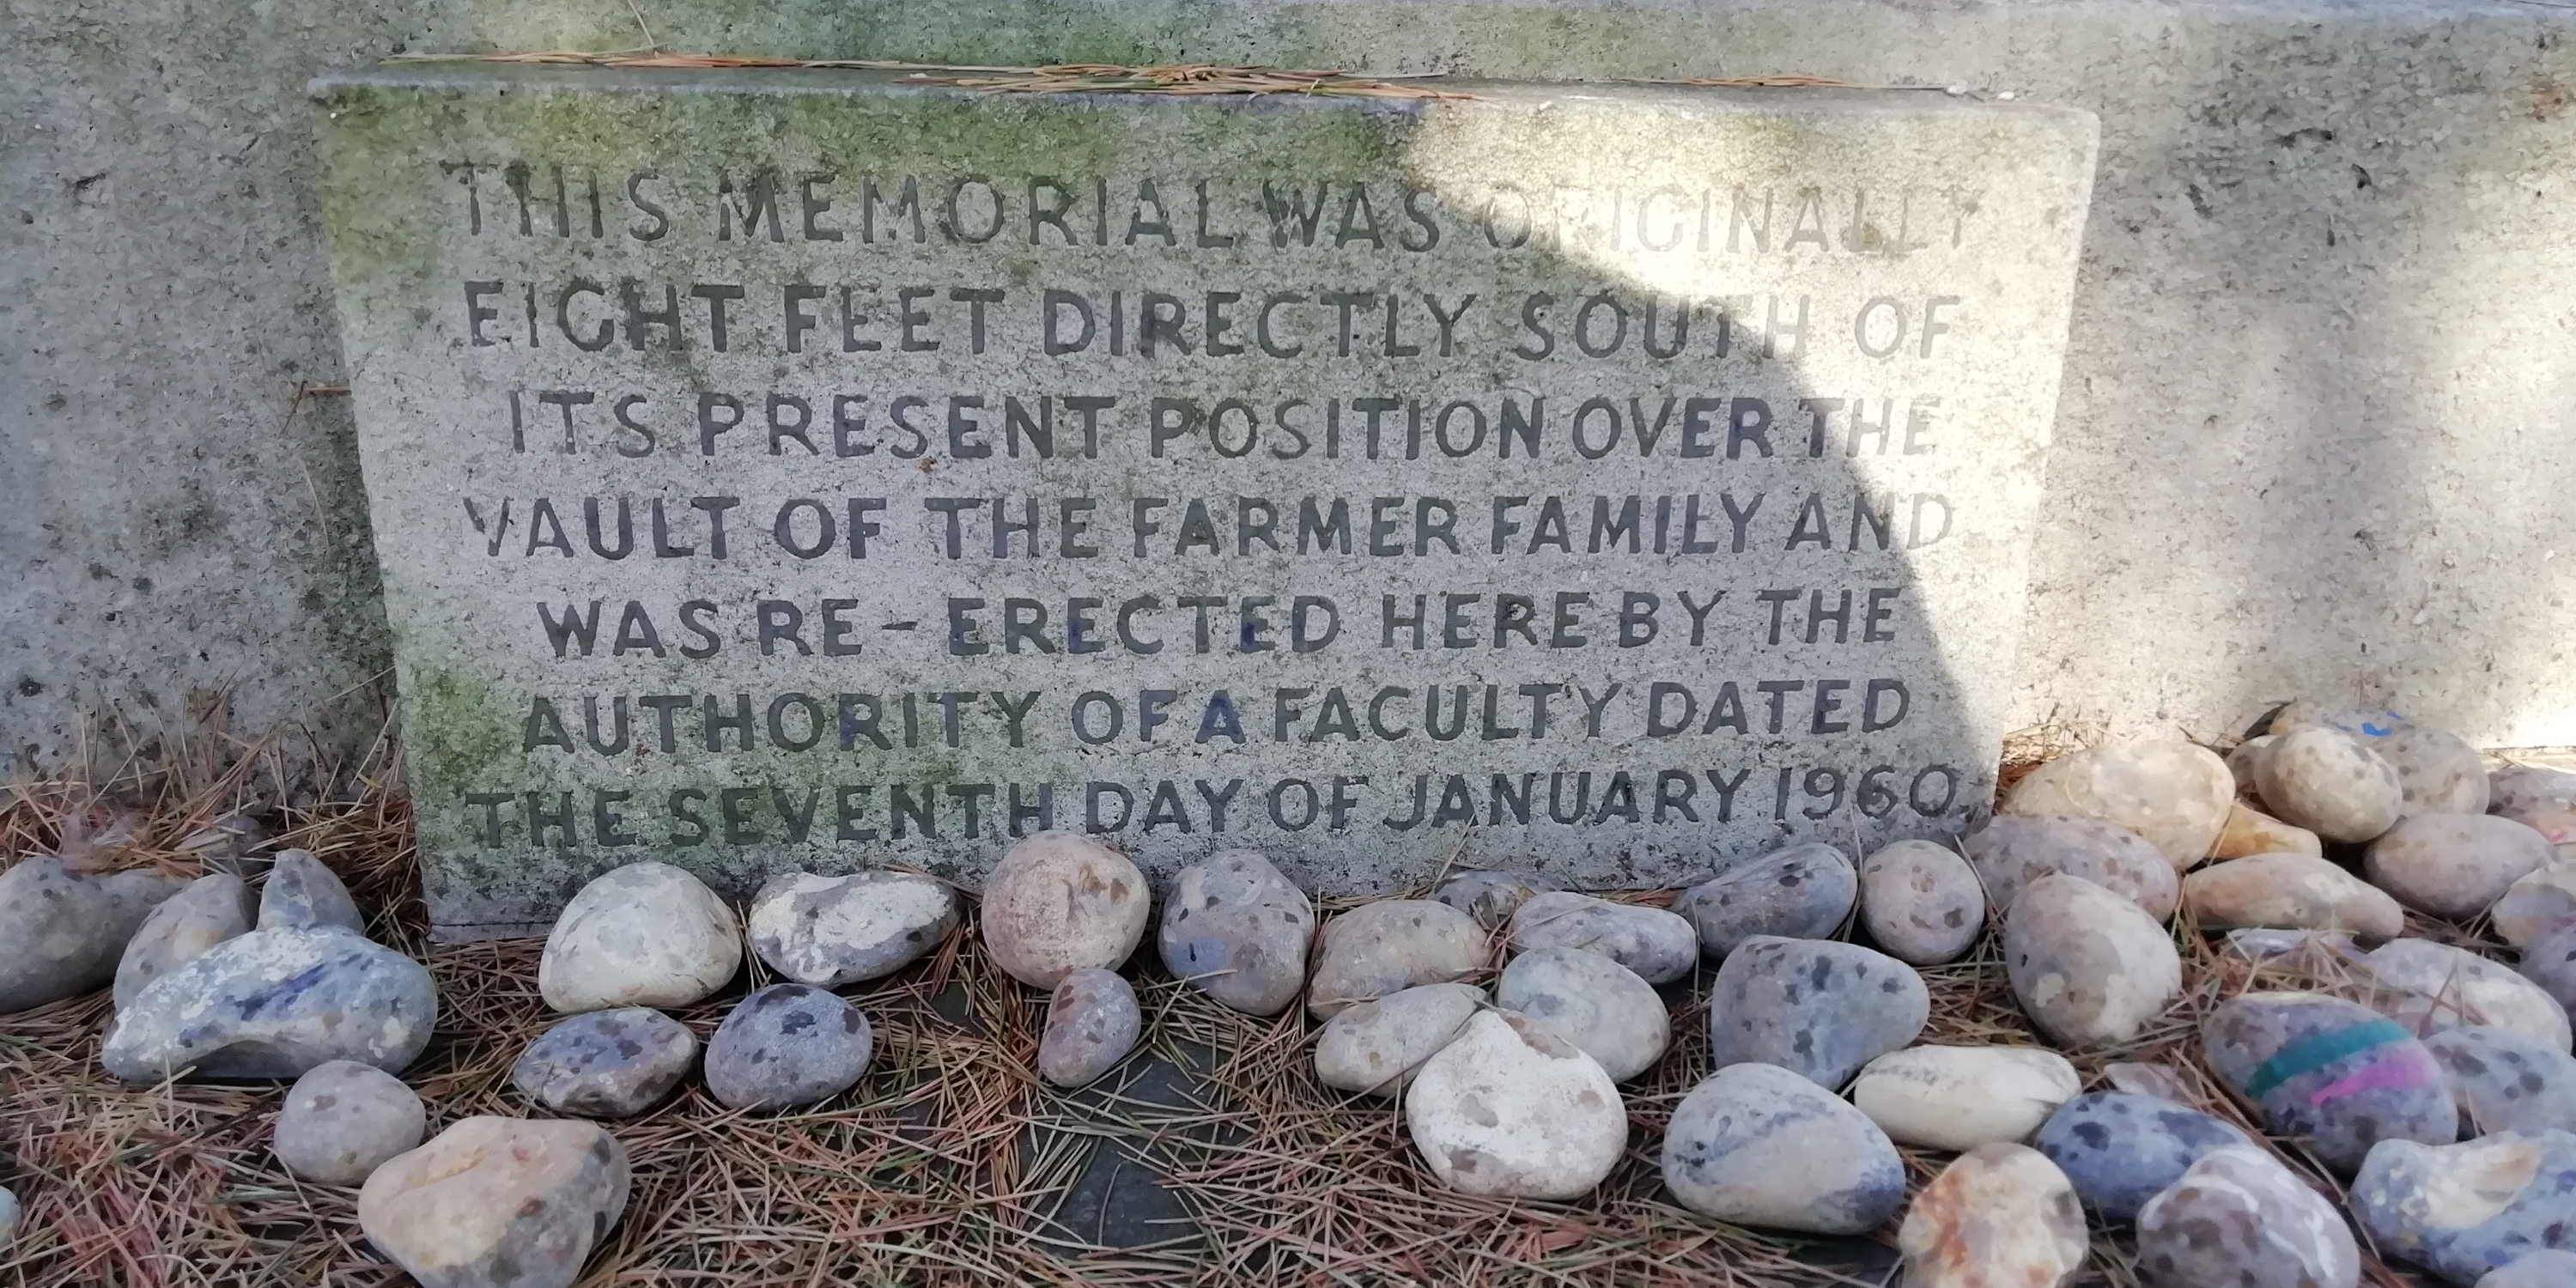 THIS MEMORIAL WAS ORIGINALLY
EIGHT FEET DIRECTLY SOUTH OF
ITS PRESENT POSITION OVER THE
VAULT OF THE FARMER FAMILY AND
WAS RE-ERECTED HERE BY THE
AUTHORITY OF A FACULTY DATED
THE SEVENTH DAY OF JANUARY 1960